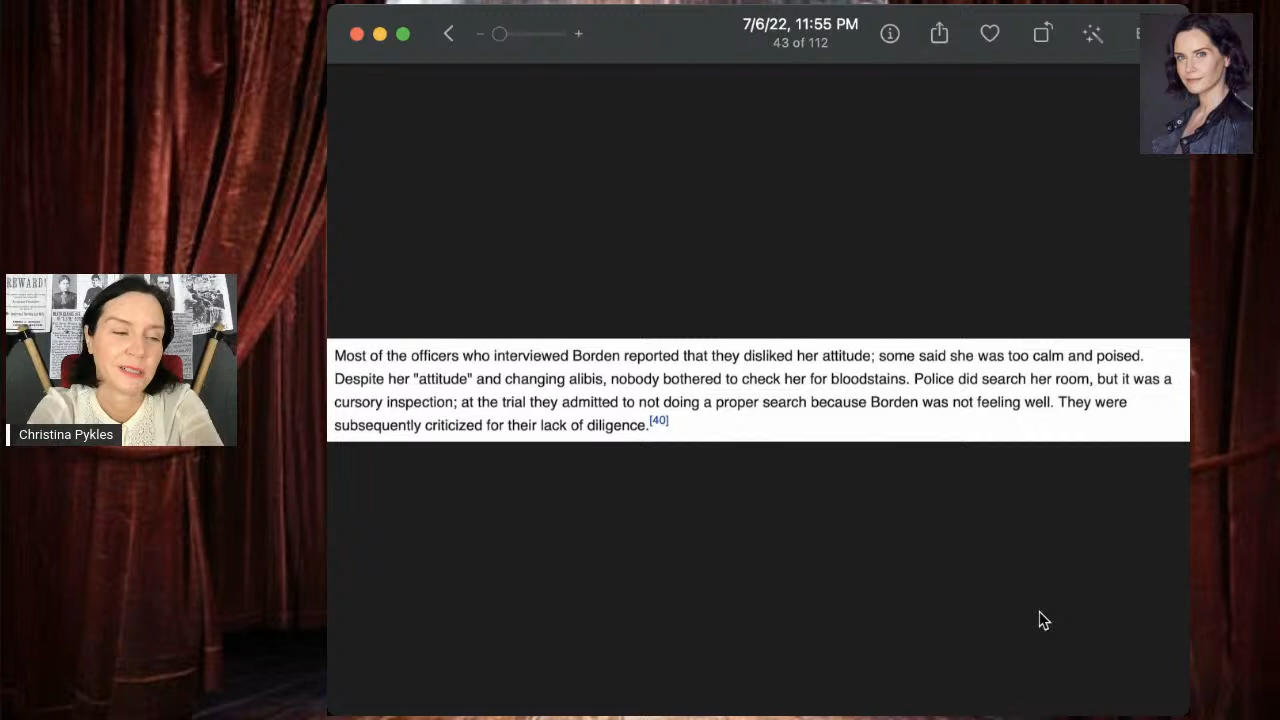 7/6/22, 11:55 PM
43 of 112
REWARD!
Most of the officers who interviewed Borden reported that they disliked her attitude; some said she was too calm and poised.
Despite her "attitude" and changing alibis, nobody bothered to check her for bloodstains. Police did search her room, but it was a
cursory inspection; at the trial they admitted to not doing a proper search because Borden was not feeling well. They were
subsequently criticized for their lack of diligence.[40]
Christina Pykles